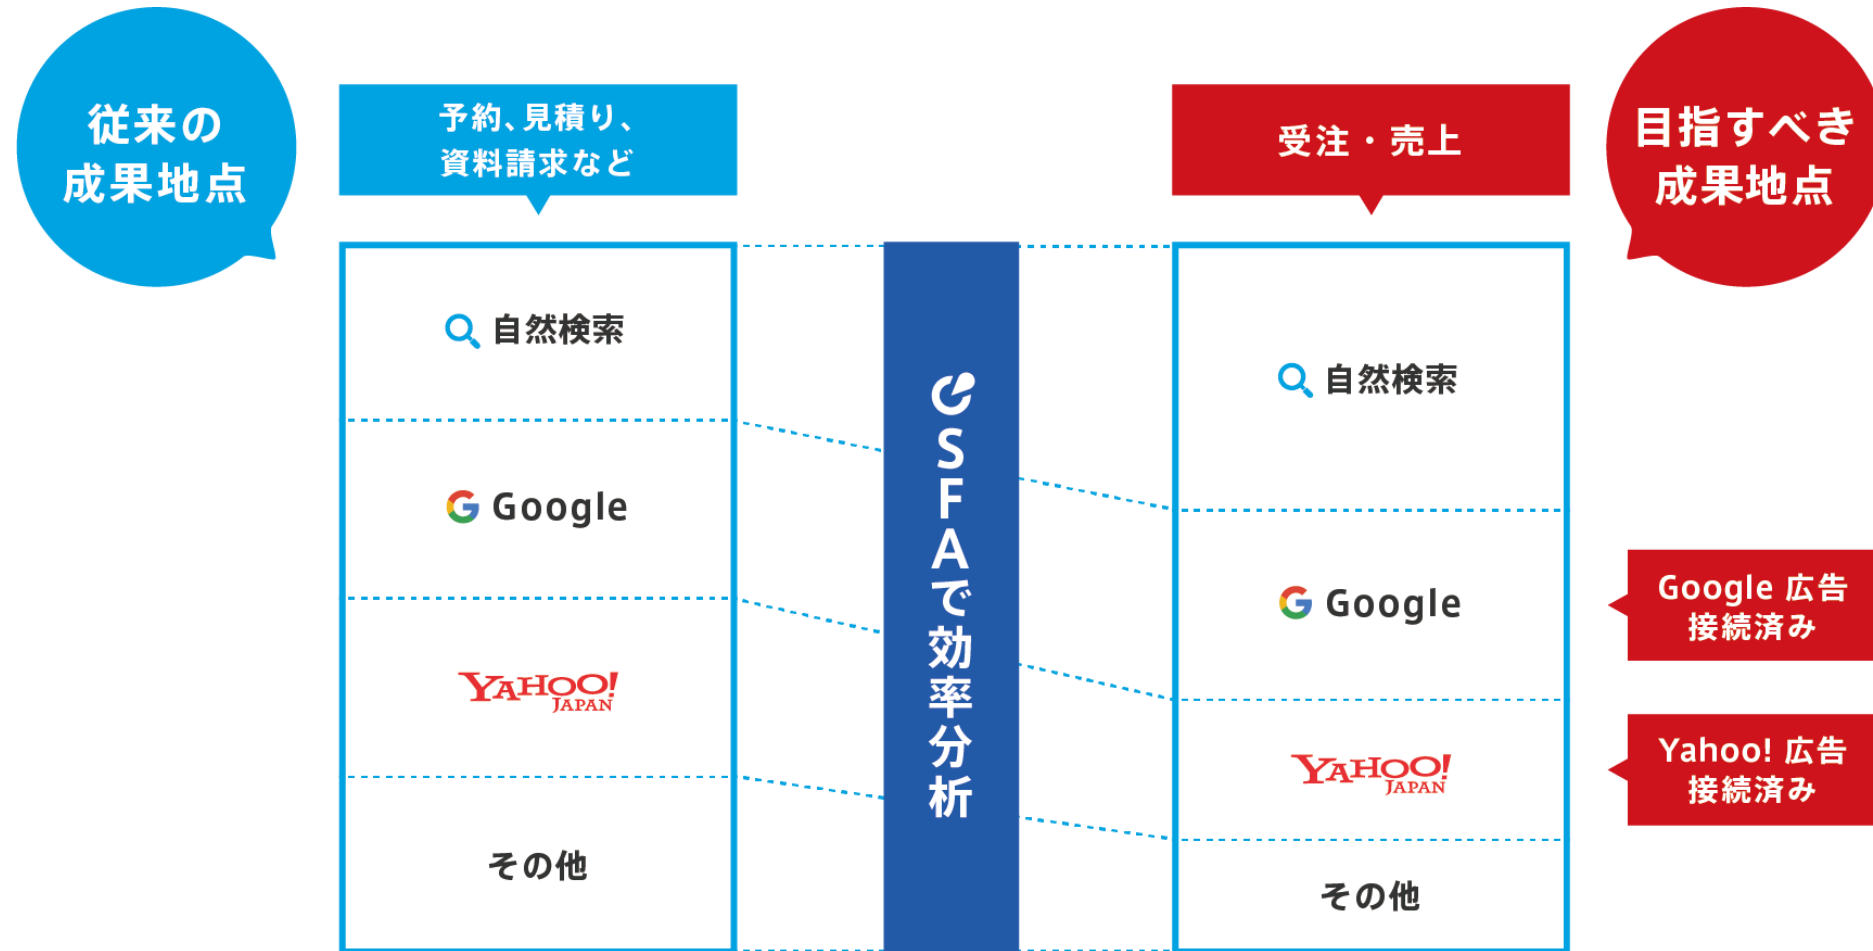 従来の
成果地点
予約、見積り、
資料請求など
受注・売上
目指すべき
成果地点
自然検索
Google
YAHOO!
JAPAN
その他
SFAで効率分析
自然検索
Google
YAHOO!
JAPAN
その他
Google 広告
接続済み
Yahoo! 広告
接続済み